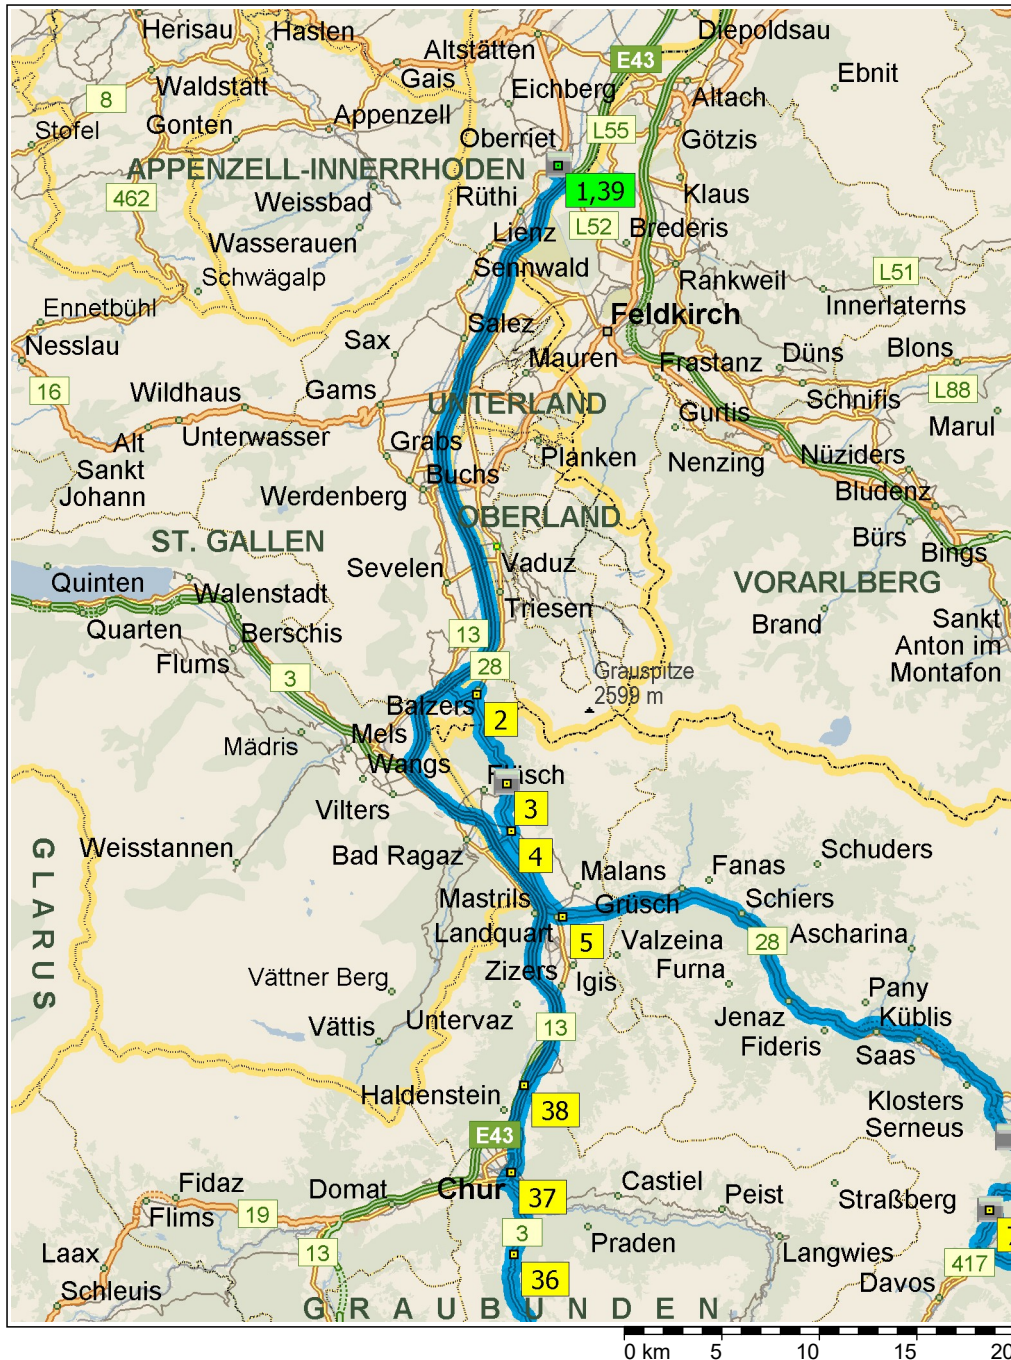 Herisau
Haslen
Altstätten
Diepoldsau
E43
Gais
Ebnit
Waldstatt
Eichberg
Altach
8
Appenzell
Stofel
Gonten
Oberriet
L55
Götzis
APPENZELL-INNERRHODEN
462
Weissbad
Rüthi
1,39
Klaus
L52
Brederis
Wasserauen
Lienz
Schwägalp
Sennwald
Rankweil
L51
Ennetbühl
Innerlaterns
Nesslau
Sax
Salez
Feldkirch
Mauren
Frastanz
Düns
Blons
16
Wildhaus
Gams
UNTERLAND
Schnifis
L88
Alt
Sankt
Johann
Unterwasser
Grabs
Gurtis
Marul
Planken
Nenzing
Nüziders
Werdenberg
Buchs
Bludenz
OBERLAND
ST. GALLEN
Bürs
Bings
Quinten
Walenstadt
Sevelen
Vaduz
VORARLBERG
Triesen
Quarten
Berschis
13
Brand
Sankt
Anton im
Montafon
Flums
3
28
Grauspitze
2599 m
Balzers
2
Mädris
Mels
Wangs
Fläsch
Vilters
3
GLARUS
Weisstannen
Bad Ragaz
4
Malans
Fanas
Schuders
Mastrils
Grüsch
Schiers
Landquart
5
Valzeina
28
Ascharina
Vättner Berg
Zizers
Igis
Furna
Pany
Vättis
Untervaz
13
Jenaz
Küblis
Fideris
Saas
Haldenstein
38
Klosters
Serneus
E43
Fidaz
Domat
Chur
37
Castiel
Peist
Straßberg
Flims
19
7
Laax
13
3
Praden
Langwies
417
Schleuis
36
Davos
GRAUBUNDEN
0 km 5 10 15 20